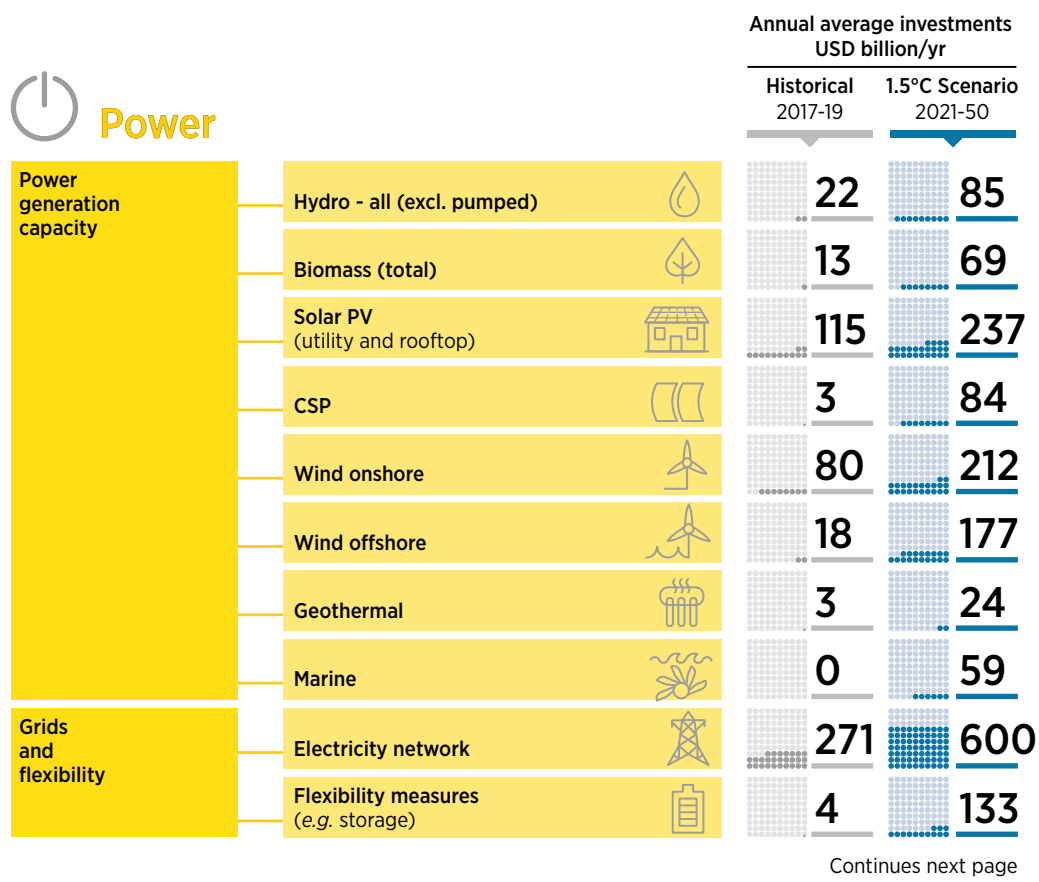 Annual average investments
USD billion/yr
Historical
2017-19
1.5°C Scenario
2021-50
Power
Power
generation
capacity
Hydro - all (excl. pumped)
22
85
Biomass (total)
13
69
Solar PV
(utility and rooftop)
115
237
CSP
3
84
Wind onshore
80
212
Wind offshore
18
177
Geothermal
3
24
Marine
0
59
Grids
and
flexibility
Electricity network
271
600
Flexibility measures
(e.g. storage)
4
133
Continues next page